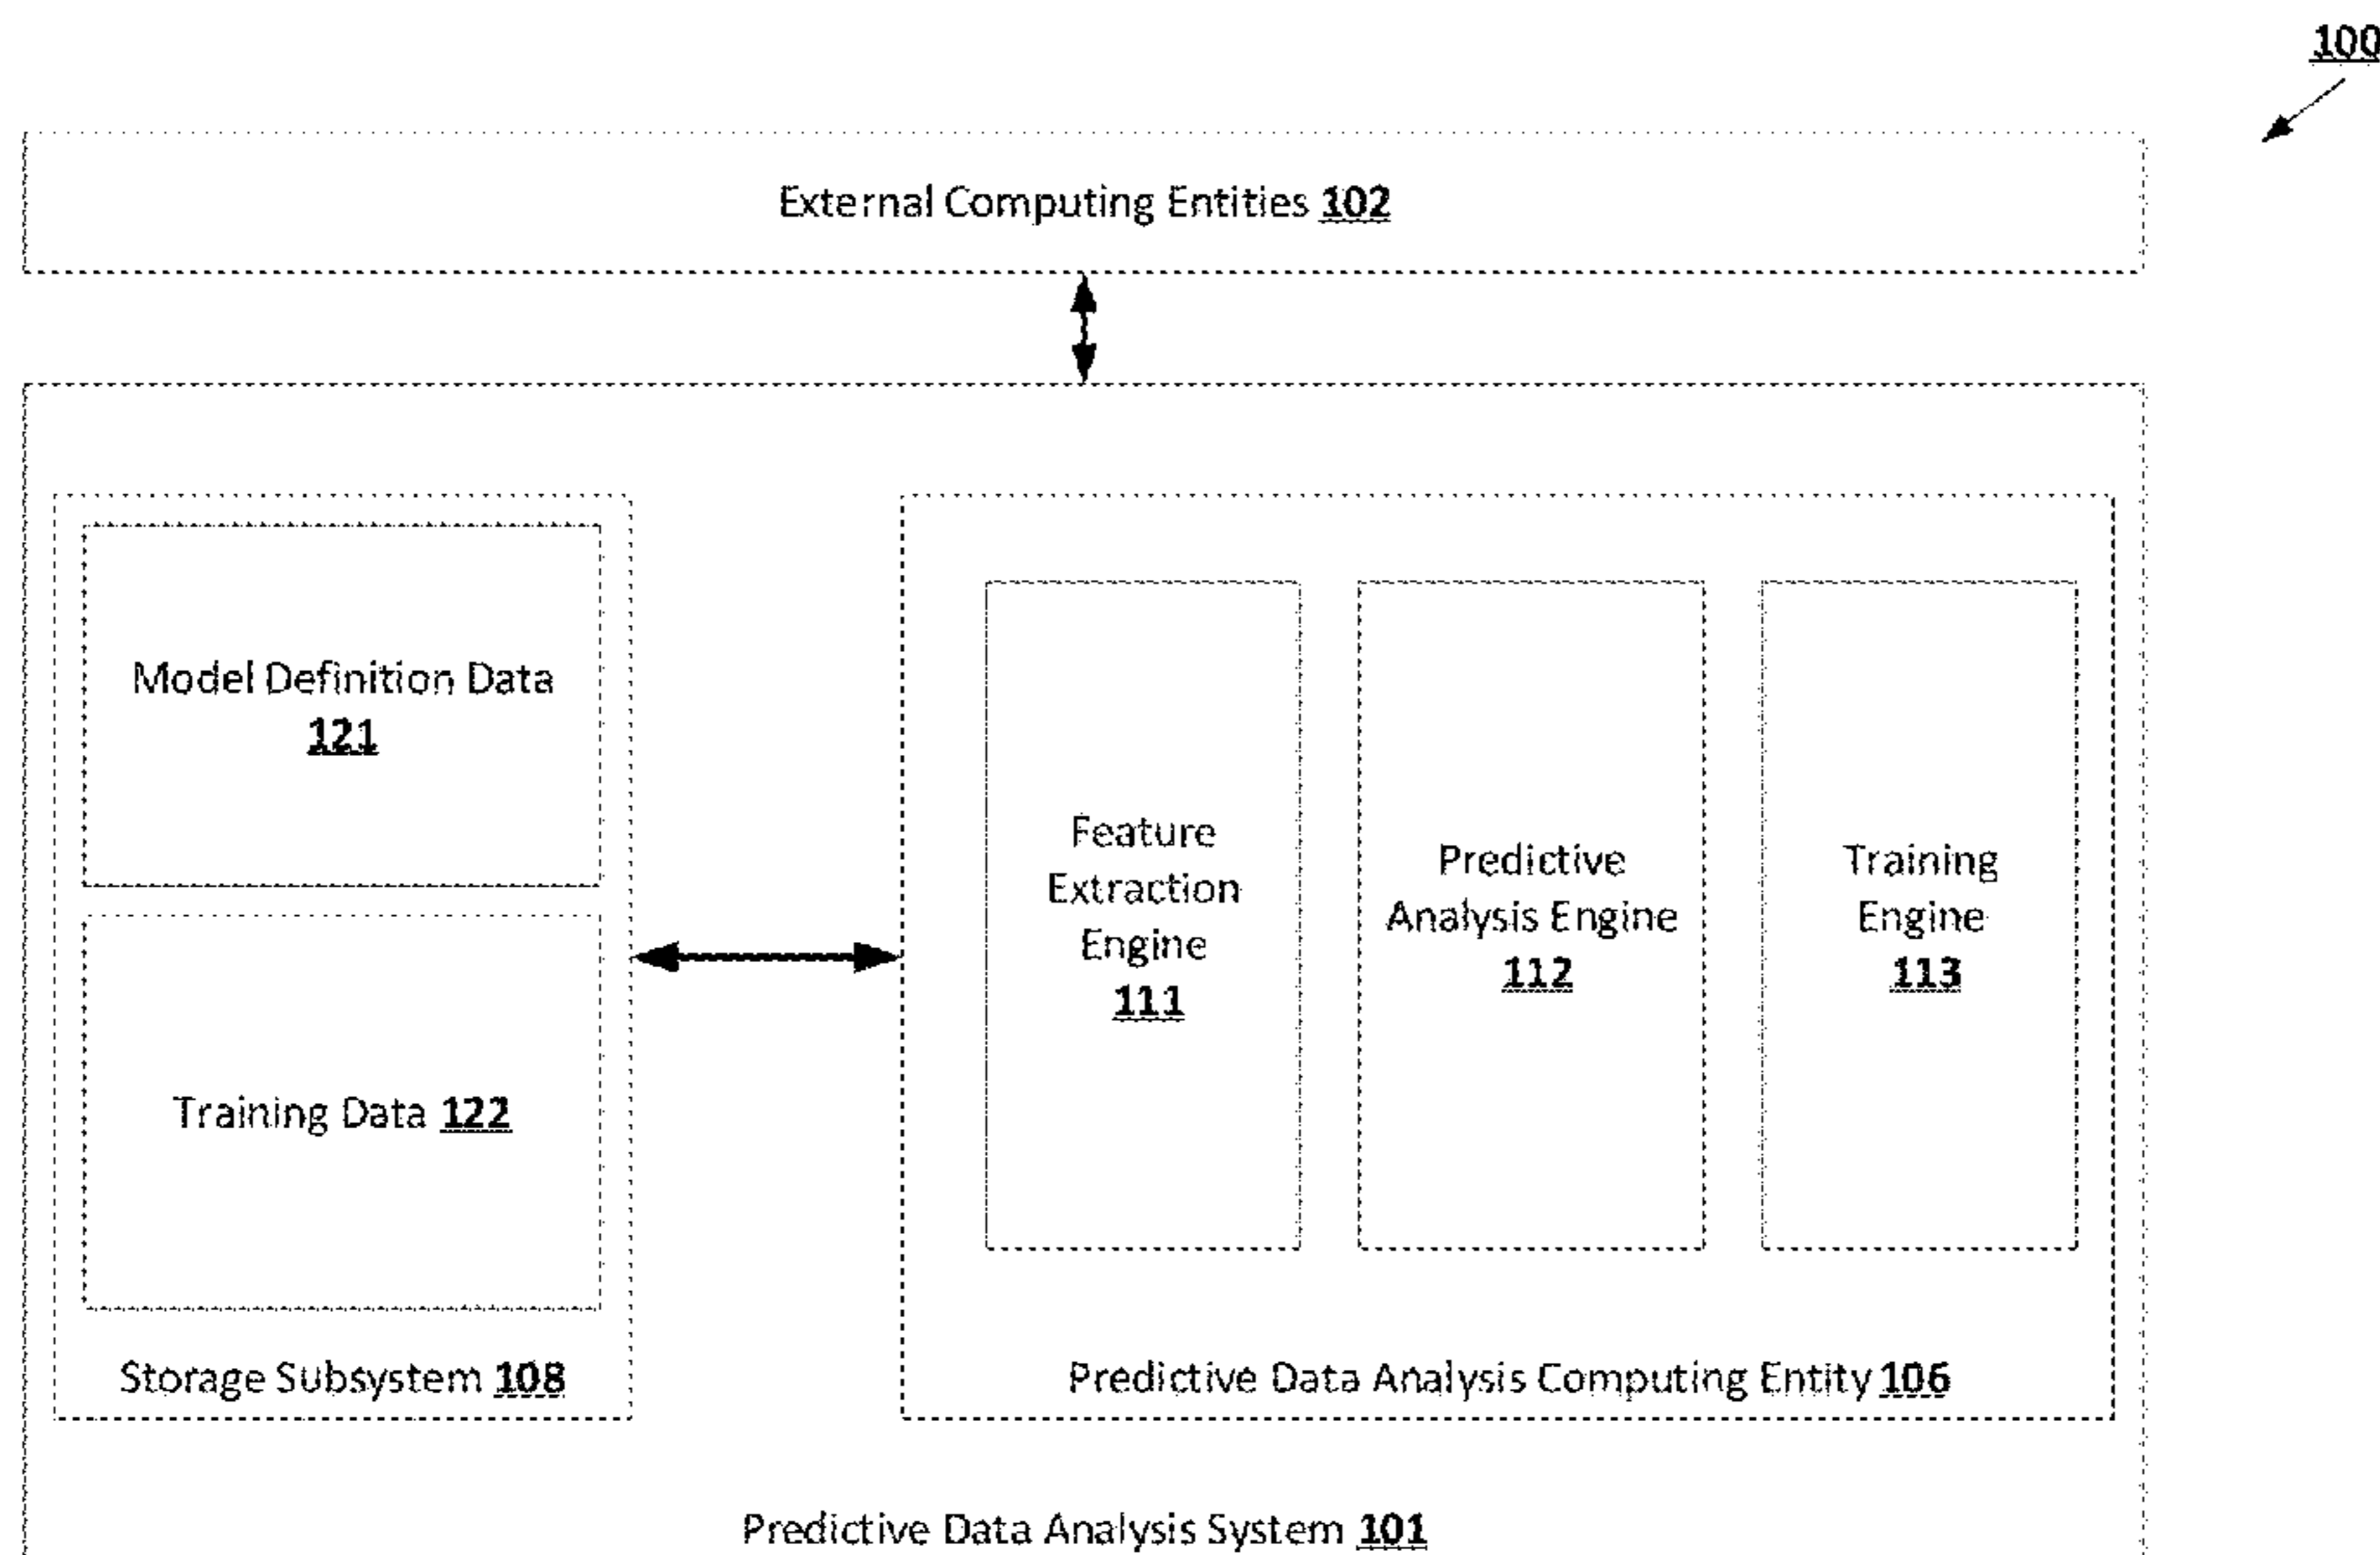 100
External Computing Entities 102
Model Definition Data
121
Training Data 122
Storage Subsystem 108
Feature
Extraction
Engine
111
Predictive
Analysis Engine
112
Training
Engine
113
Predictive Data Analysis Computing Entity 106
Predictive Data Analysis System 101